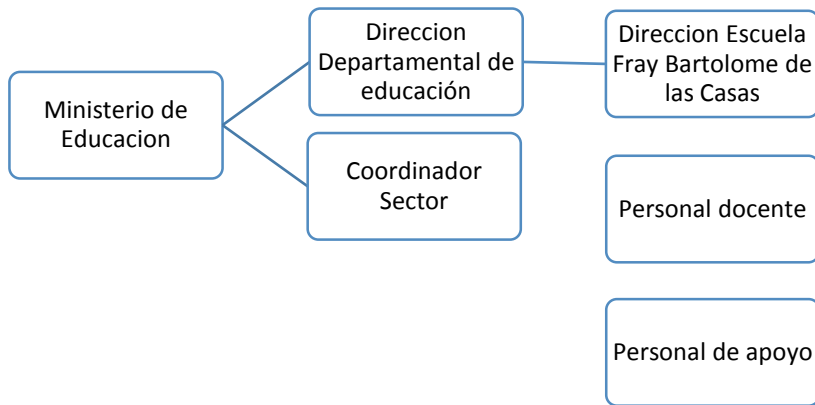 Ministerio de
Educacion
Direccion
Departamental de
educación
Coordinador
Sector
Direccion Escuela
Fray Bartolome de
las Casas
Personal docente
Personal de apoyo